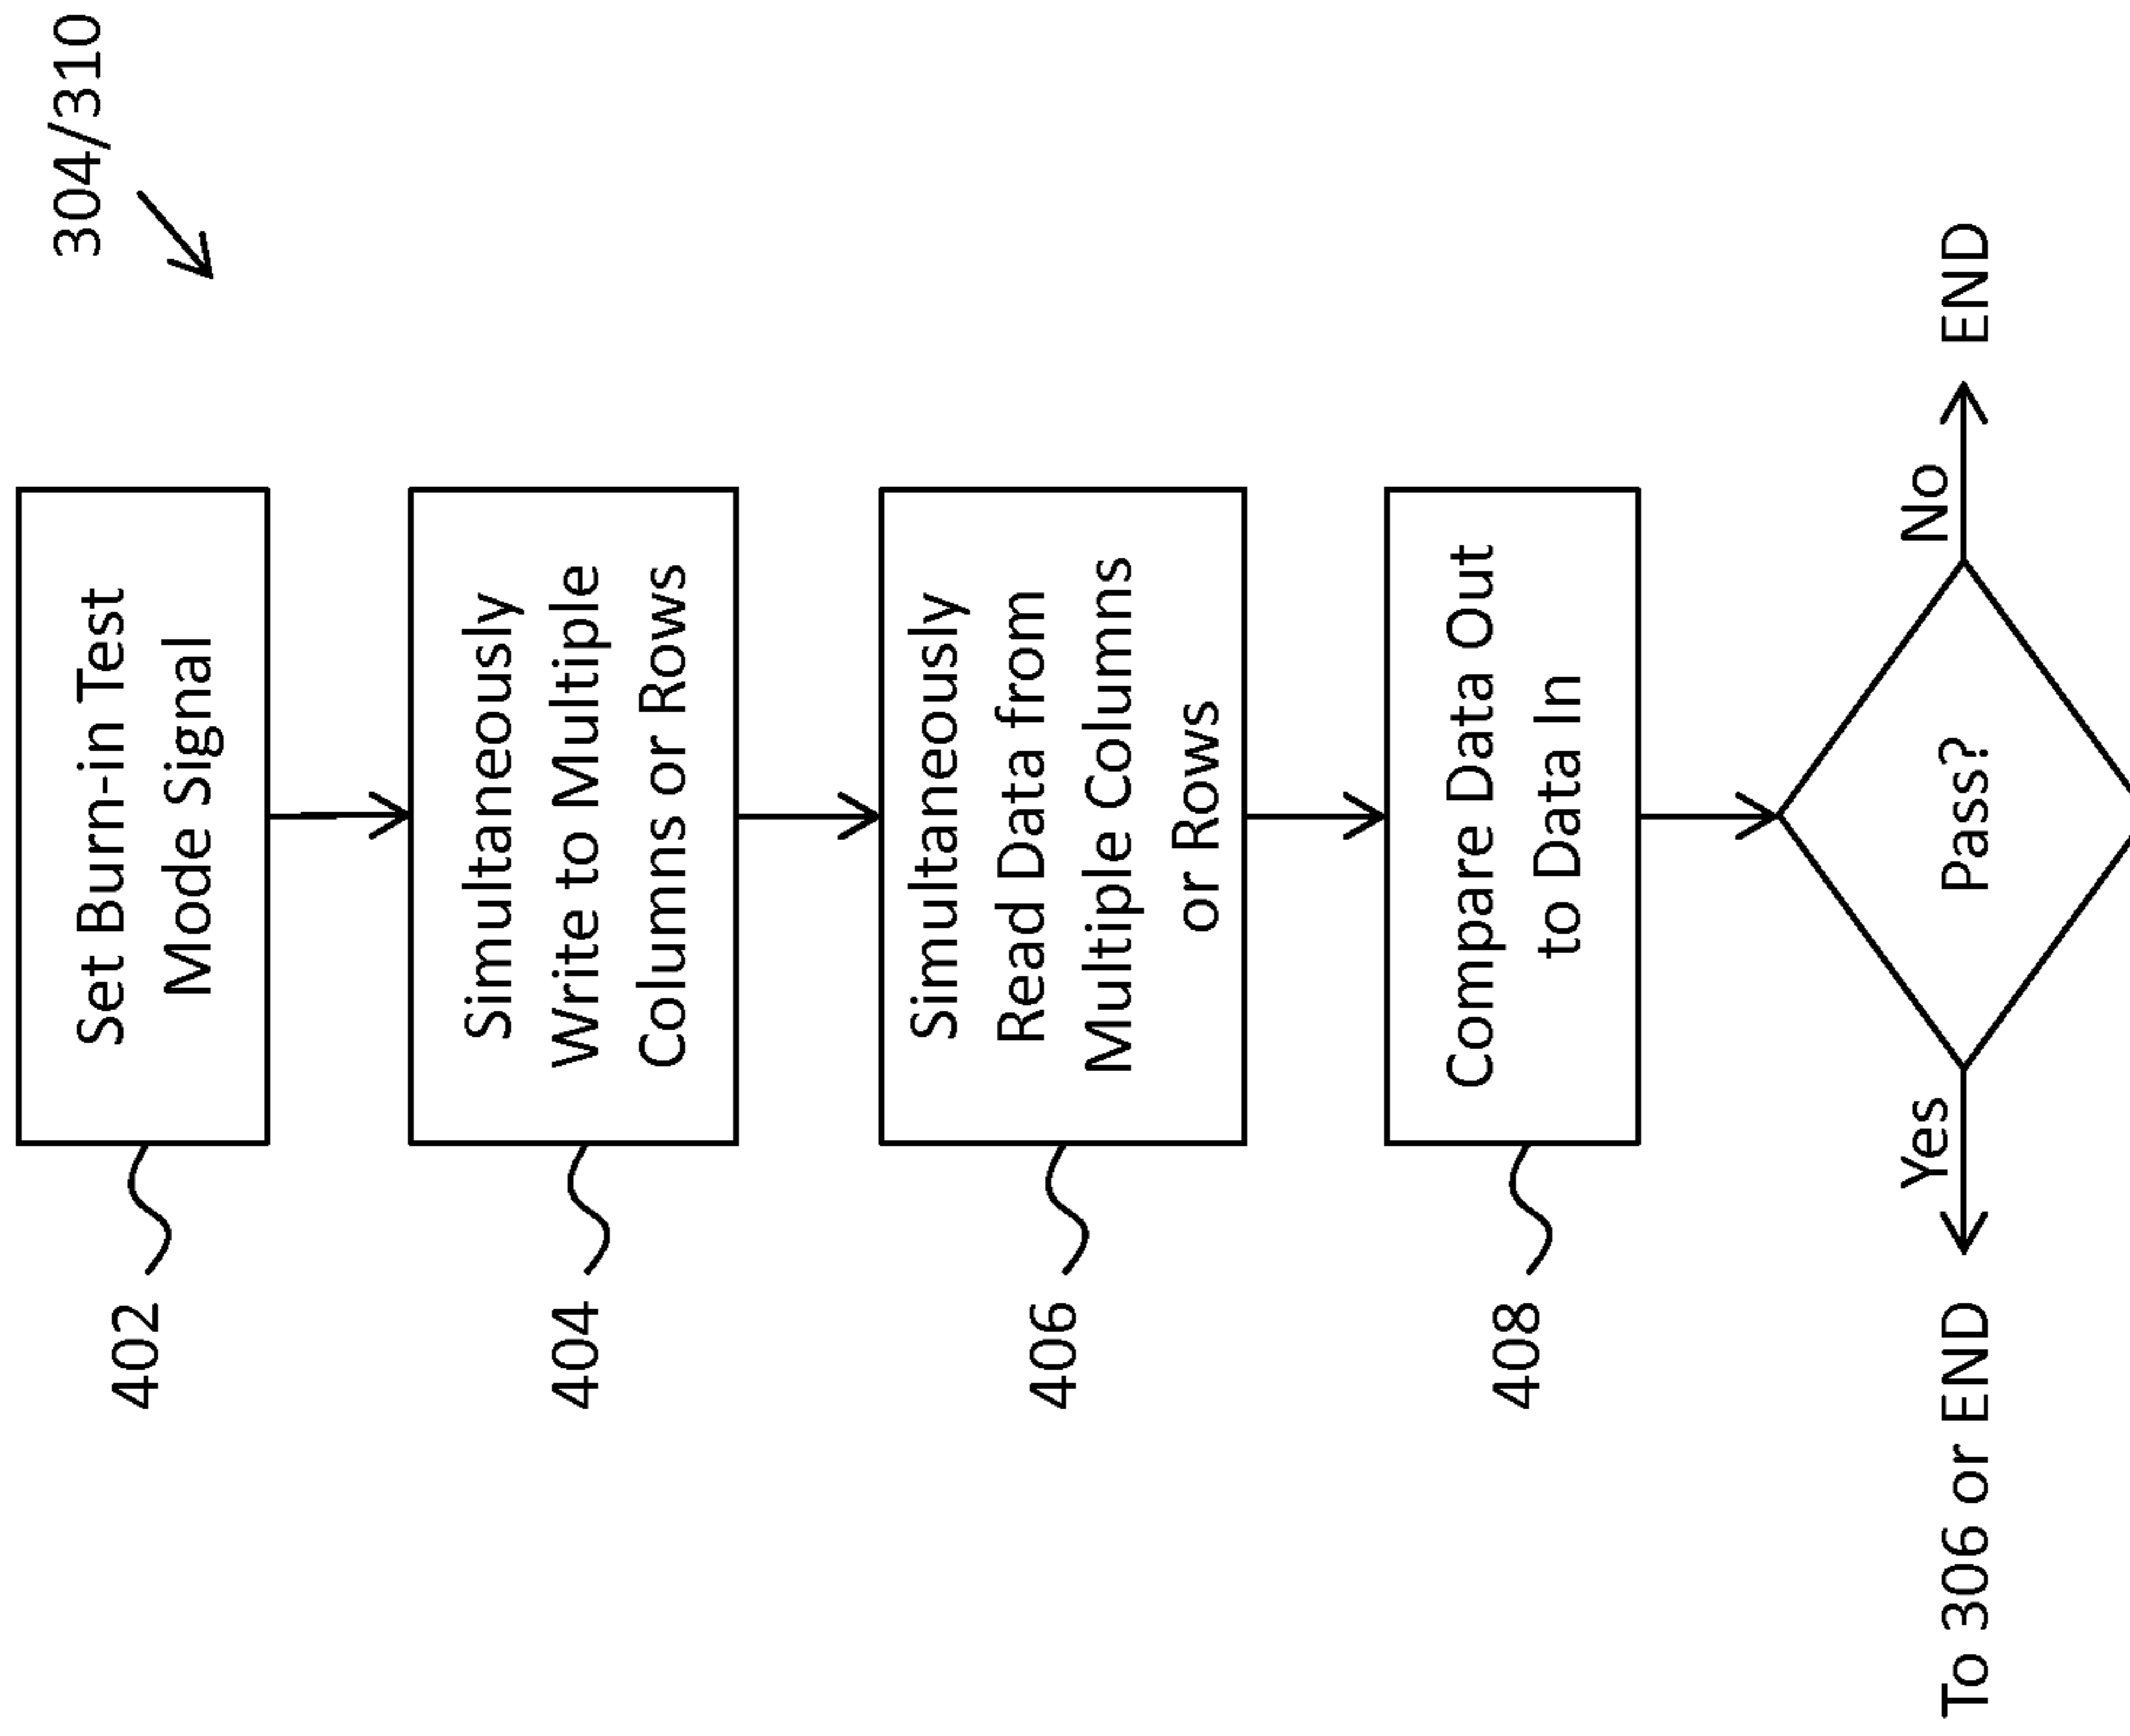 304/310
402
Set Burn-in Test
Mode Signal
404
Simultaneously
Write to Multiple
Columns or Rows
406
Simultaneously
Read Data from
Multiple Columns
or Rows
408
Compare Data Out
to Data In
Yes
No
To 306 or END
Pass?
END